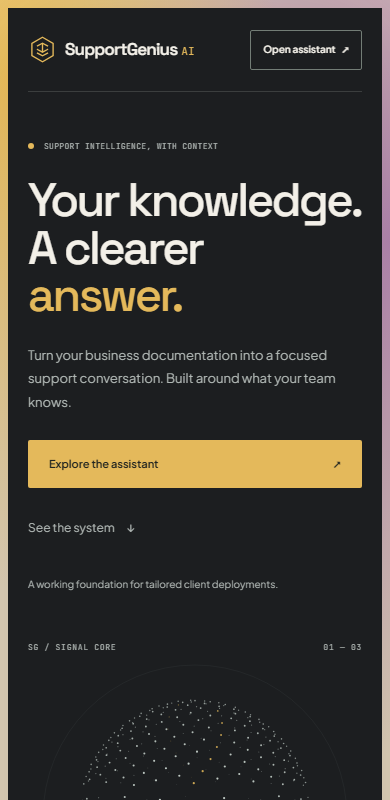 SupportGenius AI
Open assistant ↗
SUPPORT INTELLIGENCE, WITH CONTEXT
Your knowledge.
A clearer
answer.
Turn your business documentation into a focused
support conversation. Built around what your team
knows.
Explore the assistant ↗
See the system ↓
A working foundation for tailored client deployments.
SG / SIGNAL CORE
01 — 03